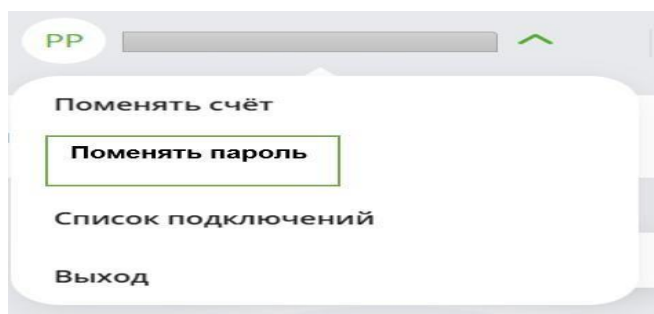 PP
Поменять счёт
Поменять пароль
Список подключений
Выход